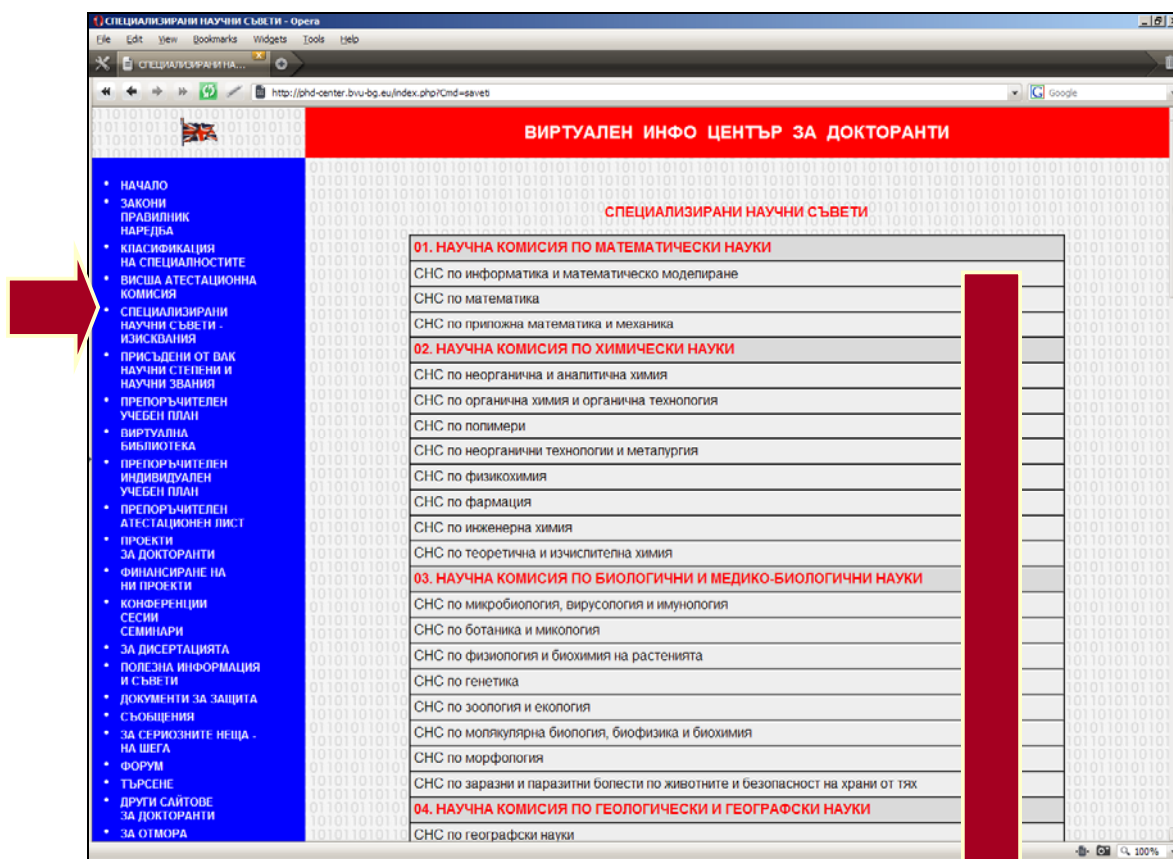 СПЕЦИАЛИЗИРАНИ НАУЧНИ СЪВЕТИ - Opera
File Edit View Bookmarks Widgets Tools Help
СПЕЦИАЛИЗИРАНИ НА...
http://phd-center.bvu-bg.eu/index.php?Cmd=saveti
Google
ВИРТУАЛЕН ИНФО ЦЕНТЪР ЗА ДОКТОРАНТИ
• НАЧАЛО
• ЗАКОНИ
ПРАВИЛНИК
НАРЕДБА
• КЛАСИФИКАЦИЯ
НА СПЕЦИАЛНОСТИТЕ
• ВИСША АТЕСТАЦИОННА
КОМИСИЯ
• СПЕЦИАЛИЗИРАНИ
НАУЧНИ СЪВЕТИ -
ИЗИСКВАНИЯ
• ПРИСЪДЕНИ ОТ ВАК
НАУЧНИ СТЕПЕНИ И
НАУЧНИ ЗВАНИЯ
• ПРЕПОРЪЧИТЕЛЕН
УЧЕБЕН ПЛАН
• ВИРТУАЛНА
БИБЛИОТЕКА
• ПРЕПОРЪЧИТЕЛЕН
ИНДИВИДУАЛЕН
УЧЕБЕН ПЛАН
• ПРЕПОРЪЧИТЕЛЕН
АТЕСТАЦИОНЕН ЛИСТ
• ПРОЕКТИ
ЗА ДОКТОРАНТИ
• ФИНАНСИРАНЕ НА
НИ ПРОЕКТИ
• КОНФЕРЕНЦИИ
СЕСИИ
СЕМИНАРИ
• ЗА ДИСЕРТАЦИЯТА
• ПОЛЕЗНА ИНФОРМАЦИЯ
И СЪВЕТИ
• ДОКУМЕНТИ ЗА ЗАЩИТА
• СЪОБЩЕНИЯ
• ЗА СЕРИОЗНИТЕ НЕЩА -
НА ШЕГА
• ФОРУМ
• ТЪРСЕНЕ
• ДРУГИ САЙТОВЕ
ЗА ДОКТОРАНТИ
• ЗА ОТМОРА
СПЕЦИАЛИЗИРАНИ НАУЧНИ СЪВЕТИ
01. НАУЧНА КОМИСИЯ ПО МАТЕМАТИЧЕСКИ НАУКИ
СНС по информатика и математическо моделиране
СНС по математика
СНС по приложна математика и механика
02. НАУЧНА КОМИСИЯ ПО ХИМИЧЕСКИ НАУКИ
СНС по неорганична и аналитична химия
СНС по органична химия и органична технология
СНС по полимери
СНС по неорганични технологии и металургия
СНС по физикохимия
СНС по фармация
СНС по инженерна химия
СНС по теоретична и изчислителна химия
03. НАУЧНА КОМИСИЯ ПО БИОЛОГИЧНИ И МЕДИКО-БИОЛОГИЧНИ НАУКИ
СНС по микробиология, вирусология и имунология
СНС по ботаника и микология
СНС по физиология и биохимия на растенията
СНС по генетика
СНС по зоология и екология
СНС по молякулярна биология, биофизика и биохимия
СНС по морфология
СНС по заразни и паразитни болести по животните и безопасност на храни от тях
04. НАУЧНА КОМИСИЯ ПО ГЕОЛОГИЧЕСКИ И ГЕОГРАФСКИ НАУКИ
СНС по географски науки
100%